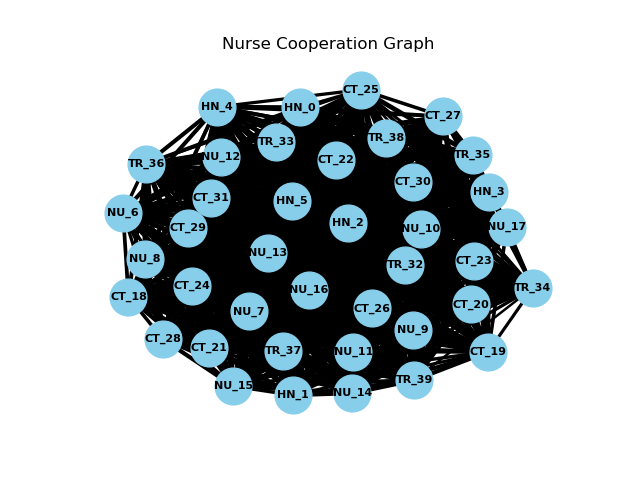 Nurse Cooperation Graph
CT_25
HN_4
HN_0
CT_27
TR_38
TR_33
TR_35
NU_12
CT_22
TR_36
CT_30
HN_3
CT_31
HN_5
NU_6
HN_2
NU_17
CT_29
NU_10
NU_13
NU_8
CT_23
TR_32
CT_24
TR_34
NU_16
CT_18
CT_20
CT_26
NU_7
NU_9
CT_28
CT_21
TR_37
NU_11
CT_19
TR_39
NU_15
NU_14
HN_1